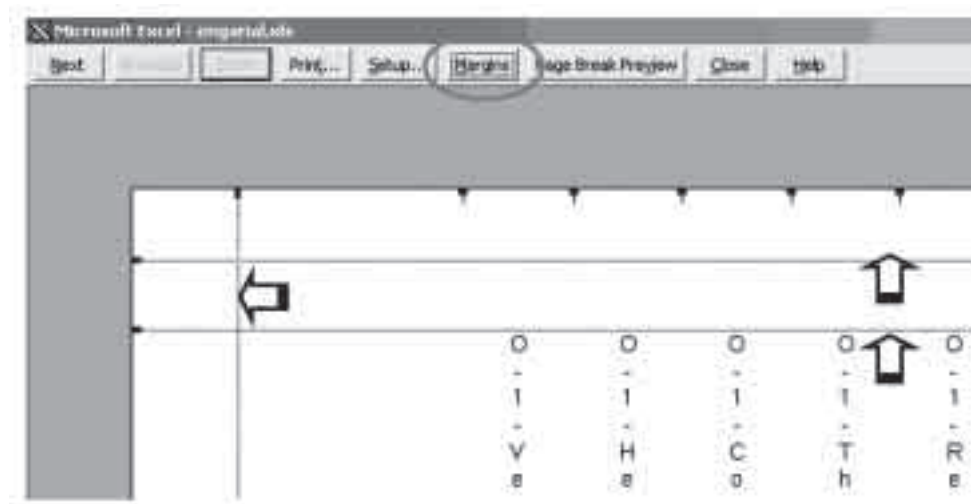 Microsoft Excel -
Next Print... Setup... Margins Page Break Preview Close Help
O O O O O
- - - - -
1 1 1 1 1
- - - - -
V H C T R
e e o h e